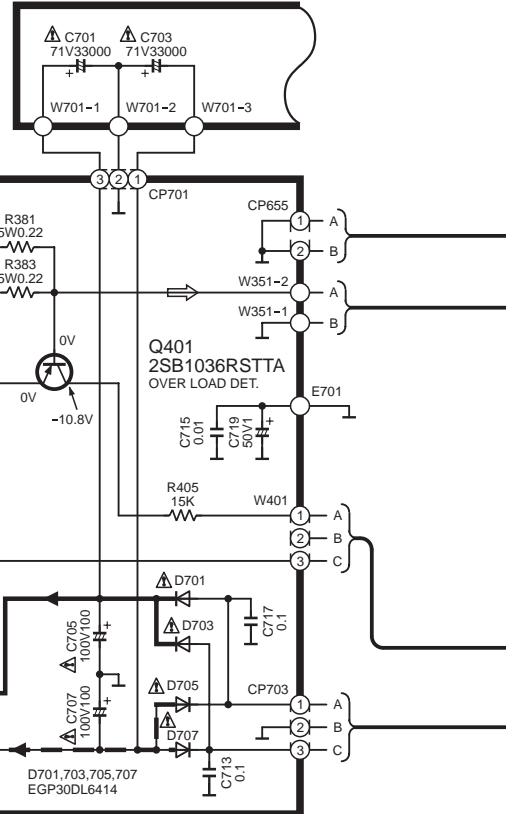 C701
71V33000
C703
71V33000
+
+
W701-1
W701-2
W701-3
3
2
1
CP701
R381
5W0.22
R383
5W0.22
CP655
1
A
2
B
W351-2
A
W351-1
B
0V
0V
-10.8V
Q401
2SB1036RSTTA
OVER LOAD DET.
E701
C715
0.01
C719
50V1
+
R405
15K
W401
1
A
2
B
3
C
D701
D703
C717
0.1
C705
100V100
+
C707
100V100
+
D705
D707
CP703
1
A
2
B
3
C
C713
0.1
D701,703,705,707
EGP30DL6414